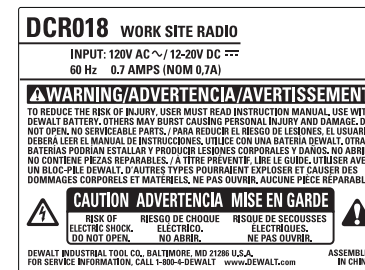 DCR018 WORK SITE RADIO
INPUT: 120V AC ∿/ 12-20V DC ⎓
60 Hz 0.7 AMPS (NOM 0,7A)
WARNING/ADVERTENCIA/AVERTISSEMENT
TO REDUCE THE RISK OF INJURY, USER MUST READ INSTRUCTION MANUAL. USE WIT
DEWALT BATTERY. OTHERS MAY BURST CAUSING PERSONAL INJURY AND DAMAGE. D
NOT OPEN. NO SERVICEABLE PARTS. / PARA REDUCIR EL RIESGO DE LESIONES, EL USUARI
DEBERÁ LEER EL MANUAL DE INSTRUCCIONES, UTILICE CON UNA BATERIA DEWALT. OTRA
BATERIAS PODRÍAN ESTALLAR Y PRODUCIR LESIONES CORPORALES Y DAÑOS. NO ABRI
NO CONTIENE PIEZAS REPARABLES. / À TITRE PRÉVENTIF, LIRE LE GUIDE. UTILISER AVE
UN BLOC-PILE DEWALT. D'AUTRES TYPES POURRAIENT EXPLOSER ET CAUSER DES
DOMMAGES CORPORELS ET MATÉRIELS. NE PAS OUVRIR. AUCUNE PIÈCE RÉPARABL
CAUTION ADVERTENCIA MISE EN GARDE
RISK OF RIESGO DE CHOQUE RISQUE DE SECOUSSES
ELECTRIC SHOCK. ELÉCTRICO. ÉLECTRIQUES.
DO NOT OPEN. NO ABRIR. NE PAS OUVRIR.
DEWALT INDUSTRIAL TOOL CO., BALTIMORE, MD 21286 U.S.A. ASSEMBL
FOR SERVICE INFORMATION, CALL 1-800-4-DEWALT www.DEWALT.com IN CHIN